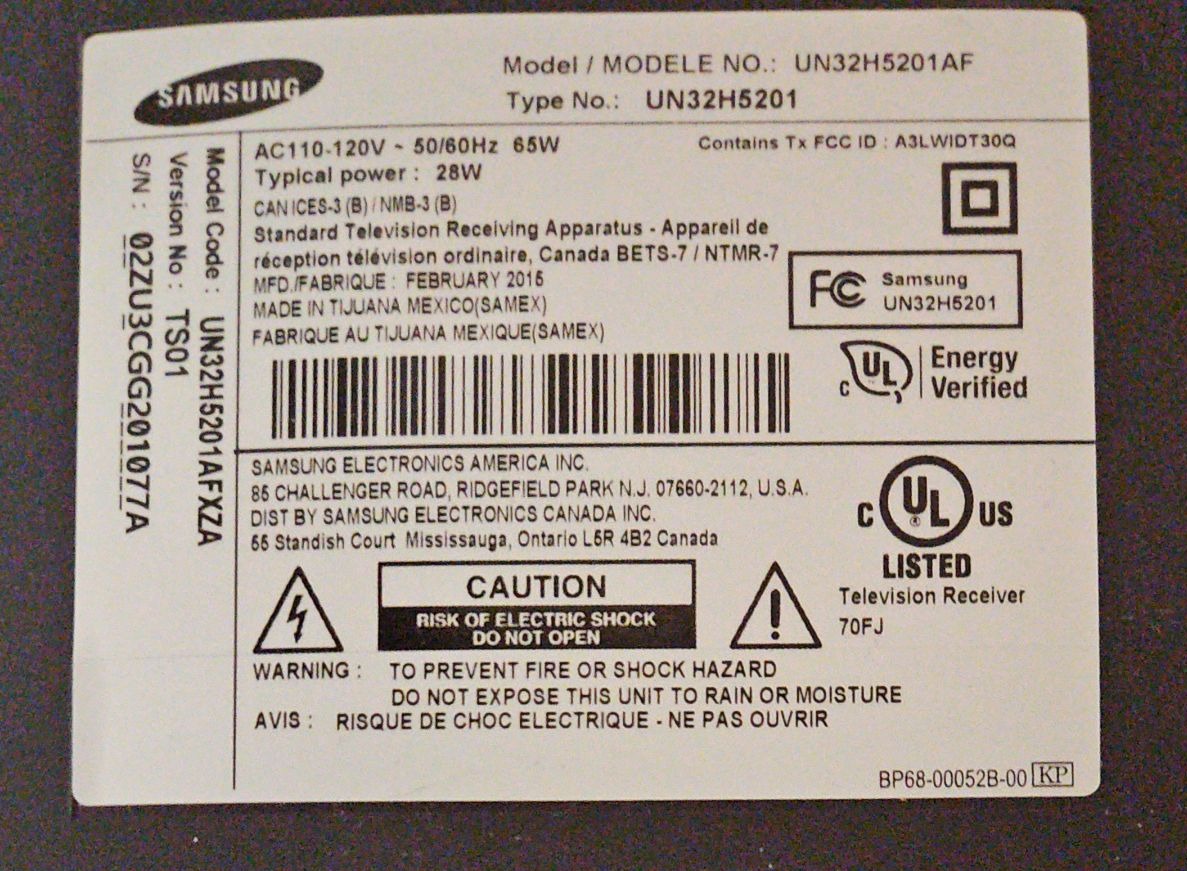 SAMSUNG
Model / MODELE NO.: UN32H5201AF
Type No.: UN32H5201
Model Code : UN32H5201AFXZA
Version No : TS01
S/N : 02ZU3CGG201077A
AC110-120V ~ 50/60Hz 65W
Contains Tx FCC ID : A3LWIDT30Q
Typical power : 28W
CAN ICES-3 (B) / NMB-3 (B)
Standard Television Receiving Apparatus - Appareil de
réception télévision ordinaire, Canada BETS-7 / NTMR-7
MFD./FABRIQUE : FEBRUARY 2015
MADE IN TIJUANA MEXICO(SAMEX)
FABRIQUE AU TIJUANA MEXIQUE(SAMEX)
FC Samsung
UN32H5201
C UL Energy
Verified
SAMSUNG ELECTRONICS AMERICA INC.
85 CHALLENGER ROAD, RIDGEFIELD PARK N.J. 07660-2112, U.S.A.
DIST BY SAMSUNG ELECTRONICS CANADA INC.
55 Standish Court Mississauga, Ontario L5R 4B2 Canada
C UL ® US
LISTED
Television Receiver
70FJ
CAUTION
RISK OF ELECTRIC SHOCK
DO NOT OPEN
WARNING : TO PREVENT FIRE OR SHOCK HAZARD
DO NOT EXPOSE THIS UNIT TO RAIN OR MOISTURE
AVIS : RISQUE DE CHOC ELECTRIQUE - NE PAS OUVRIR
BP68-00052B-00 KP